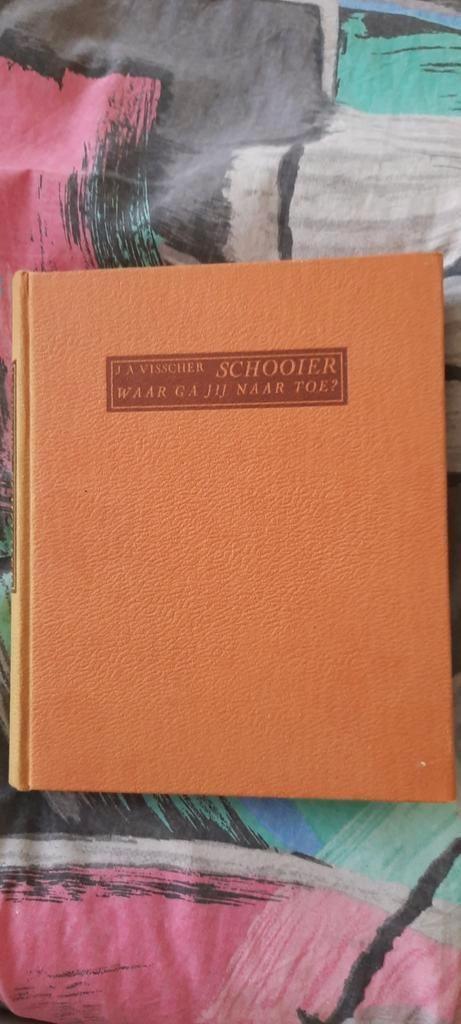 J A VISSCHER SCHOOIER
WAAR GA JIJ NAAR TOE?